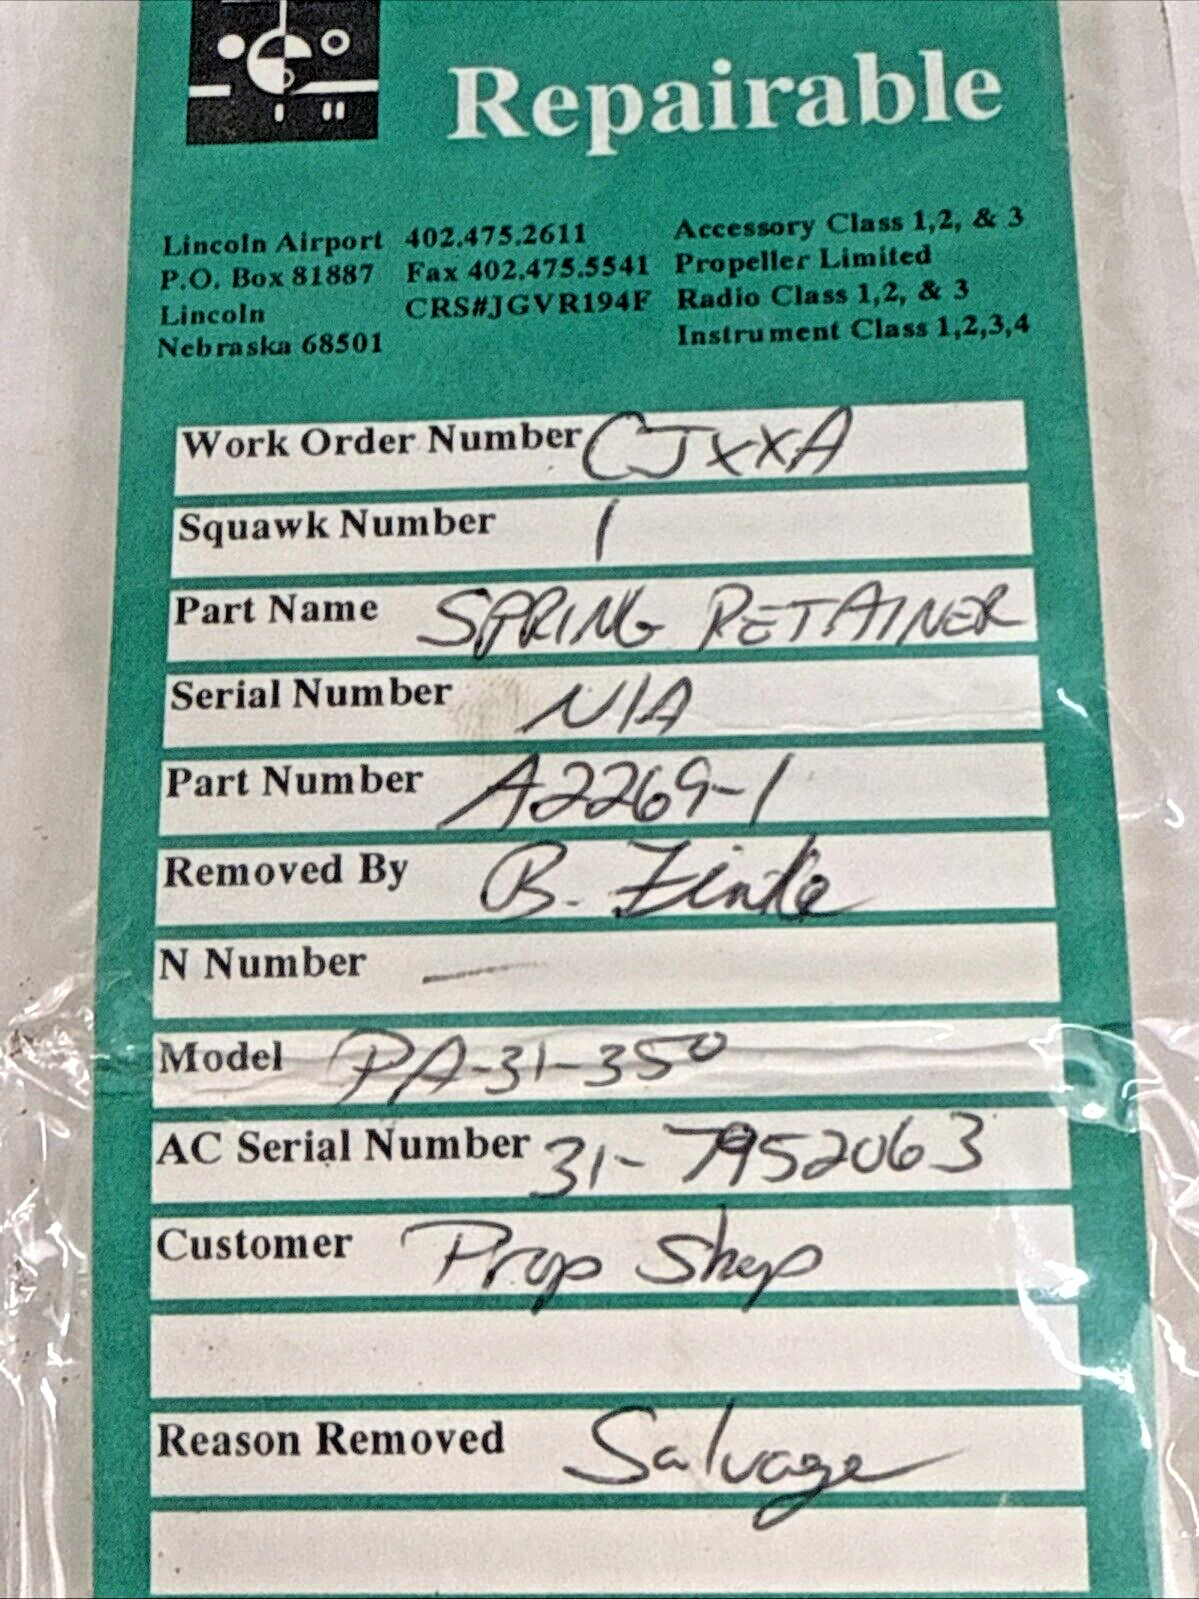 Repairable
Lincoln Airport 402.475.2611 Accessory Class 1,2, & 3
P.O. Box 81887 Fax 402.475.5541 Propeller Limited
Lincoln CRS#JGVR194F Radio Class 1,2, & 3
Nebraska 68501 Instrument Class 1,2,3,4
Work Order Number CJXXA
Squawk Number 1
Part Name SPRING RETAINER
Serial Number N/A
Part Number A2269-1
Removed By B.
N Number —
Model PA-31-350
AC Serial Number 31-7952063
Customer Prop Shop
Reason Removed Salvage